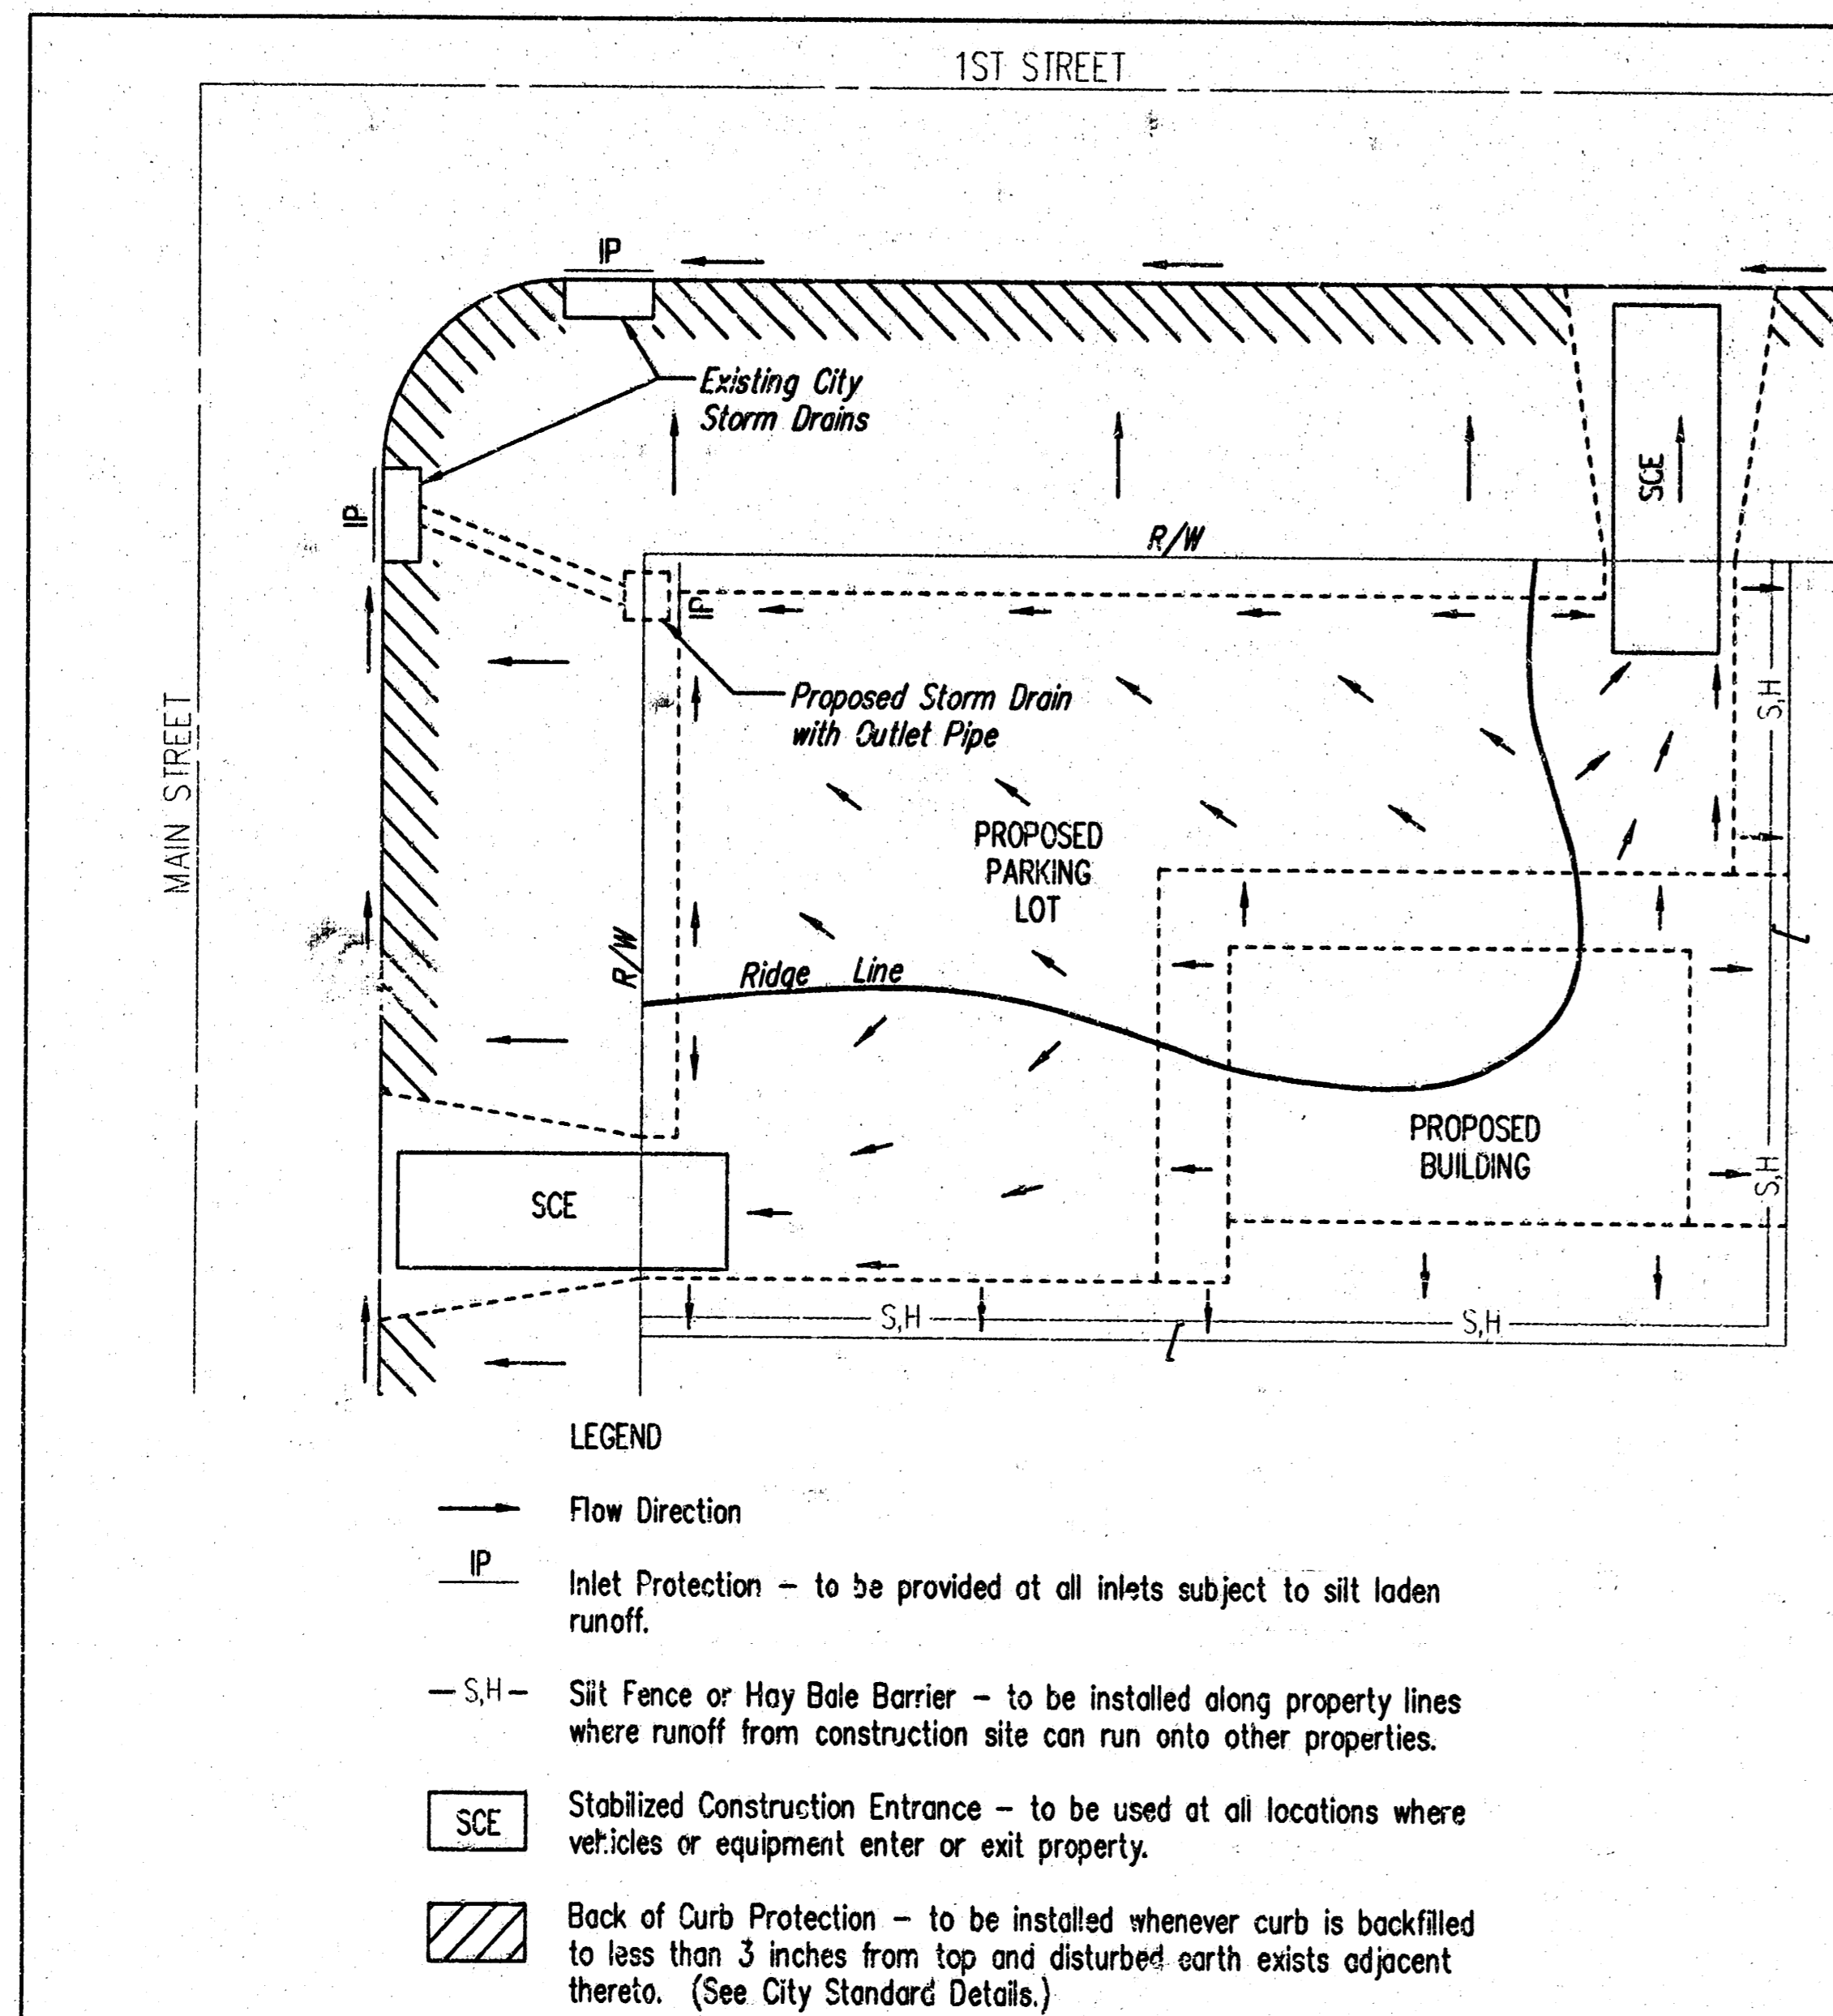 1ST STREET
IP
Existing City
Storm Drains
SCE
IP
R/W
IP
Proposed Storm Drain
with Outlet Pipe
S,H
MAIN STREET
PROPOSED
PARKING
LOT
R/W
Ridge Line
PROPOSED
BUILDING
S,H
SCE
S,H
S,H
LEGEND
Flow Direction
IP
Inlet Protection – to be provided at all inlets subject to silt laden
runoff.
S,H
Silt Fence or Hay Bale Barrier – to be installed along property lines
where runoff from construction site can run onto other properties.
SCE
Stabilized Construction Entrance – to be used at all locations where
vehicles or equipment enter or exit property.
Back of Curb Protection – to be installed whenever curb is backfilled
to less than 3 inches from top and disturbed earth exists adjacent
thereto. (See City Standard Details.)